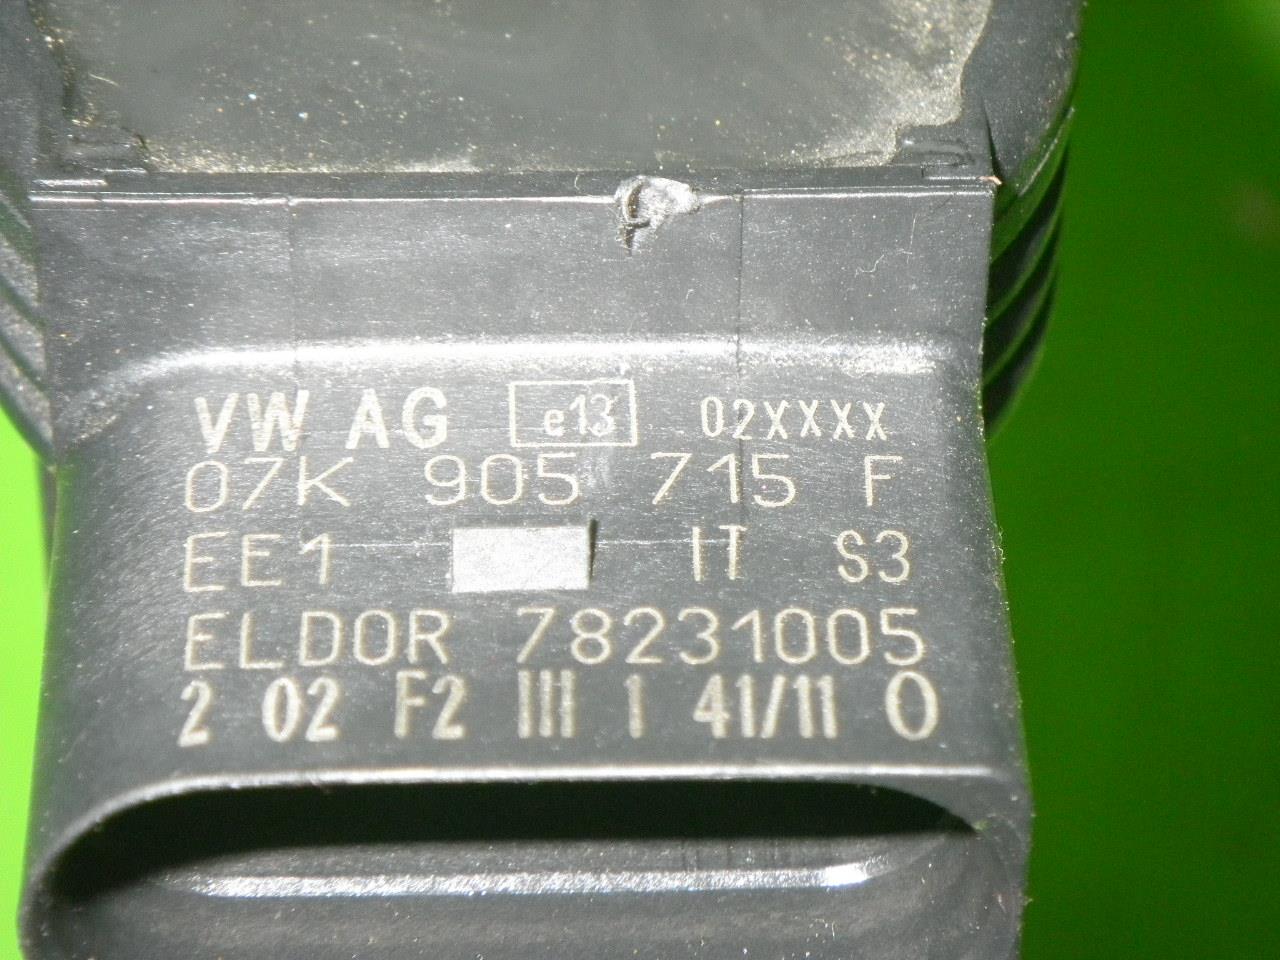 VW AG e13 02XXXX
07K 905 715 F
EE1 IT S3
ELDOR 78231005
2 02 F2 III 1 41/11 O